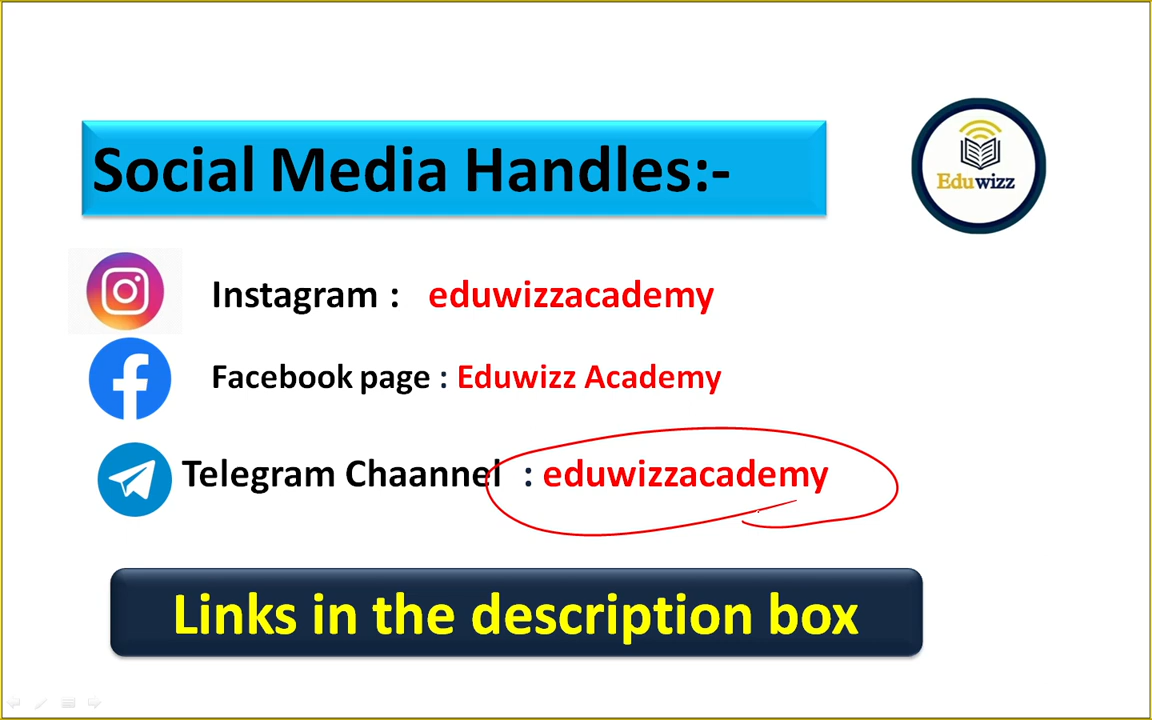 Social Media Handles:-
Eduwizz
Instagram : eduwizzacademy
Facebook page : Eduwizz Academy
Telegram Chaannel : eduwizzacademy
Links in the description box